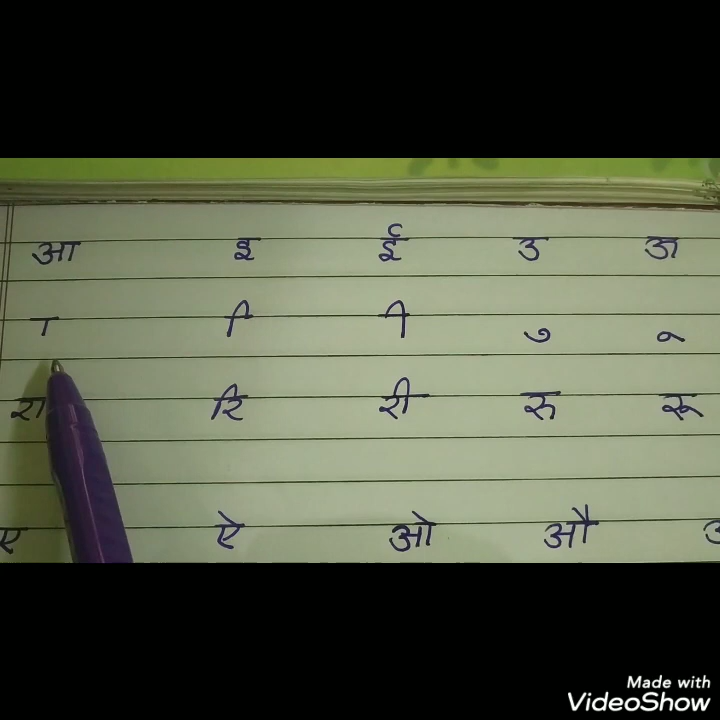 आ इ ई उ ऊ
ा ि ी ु ू
रा रि री रु रू
ए ऐ ओ औ
Made with
VideoShow